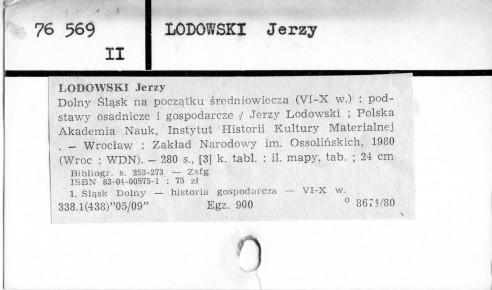 76 569 LODOWSKI Jerzy
II
LODOWSKI Jerzy
Dolny Śląsk na początku średniowiecza (VI-X w.) : pod-
stawy osadnicze i gospodarcze / Jerzy Lodowski ; Polska
Akademia Nauk, Instytut Historii Kultury Materialnej
. — Wrocław : Zakład Narodowy im. Ossolińskich, 1980
(Wroc : WDN). — 280 s., [3] k. tabl. : il. mapy, tab. ; 24 cm
Bibliogr. s. 253-273 — Zsfg
ISBN 83-04-00575-1 : 75 zł
1. Śląsk Dolny — historia gospodarcza — VI-X w.
338.1(438)"05/09" Egz. 900 ° 8674/80